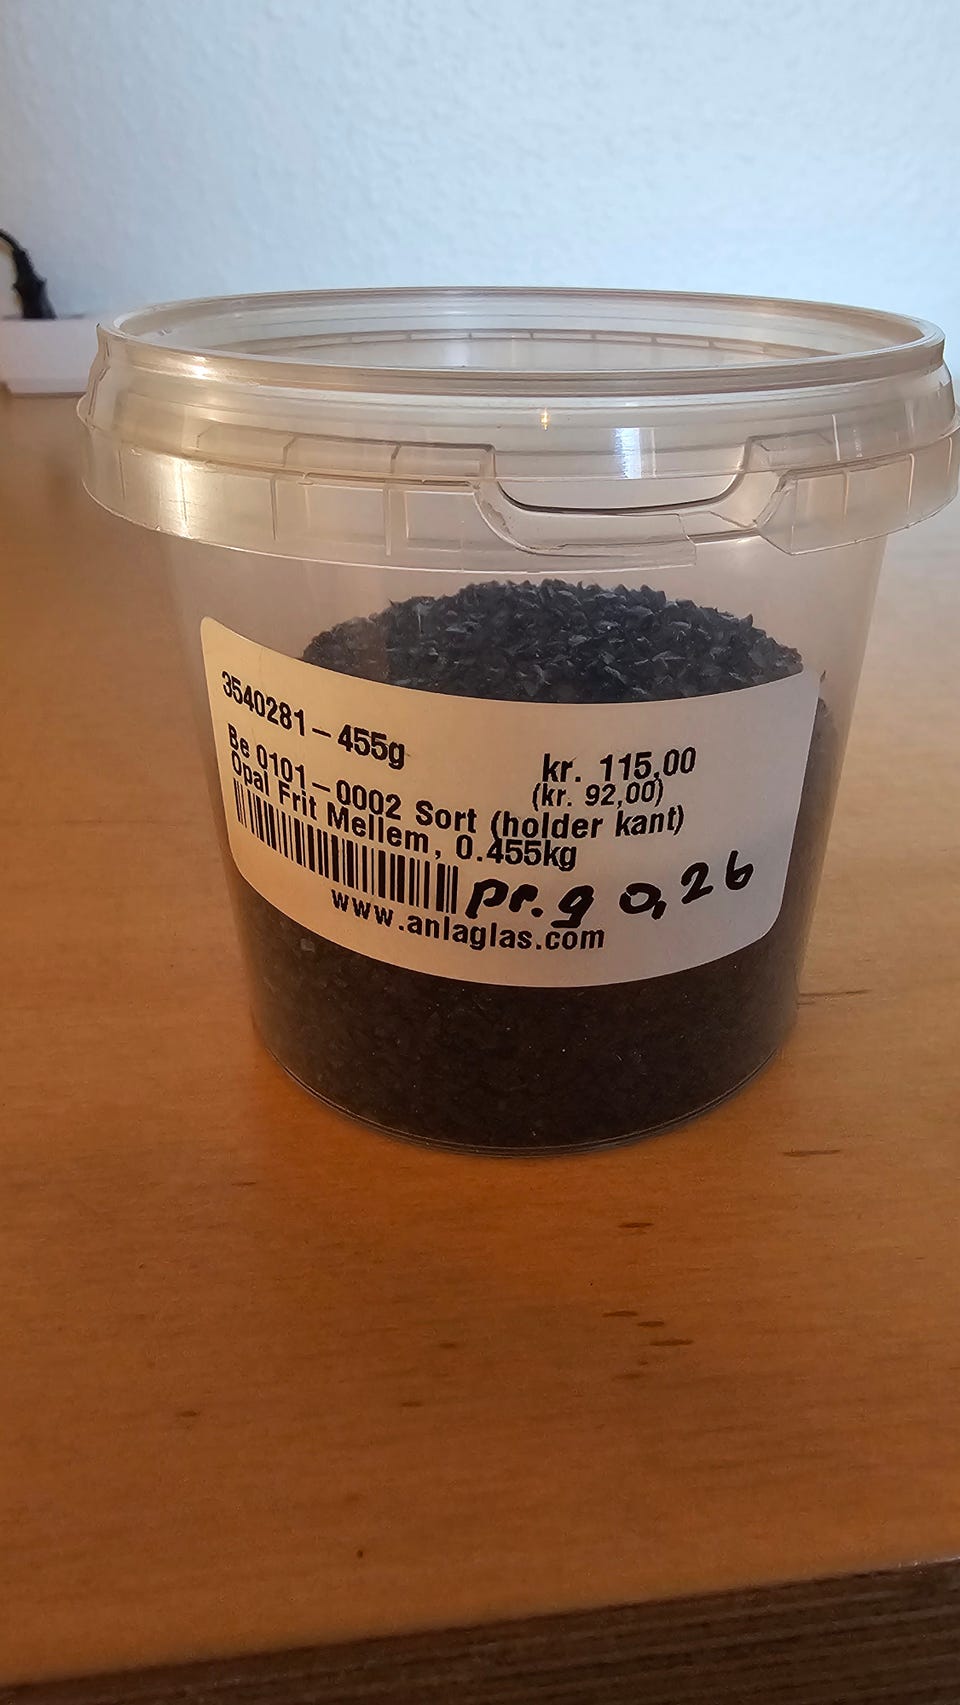 3540281-455g
kr. 115,00
(kr. 92,00)
Be 0101-0002 Sort (holder kant)
Opal Frit Mellem, 0.455kg
pr.g 0,26
www.anlaglas.com